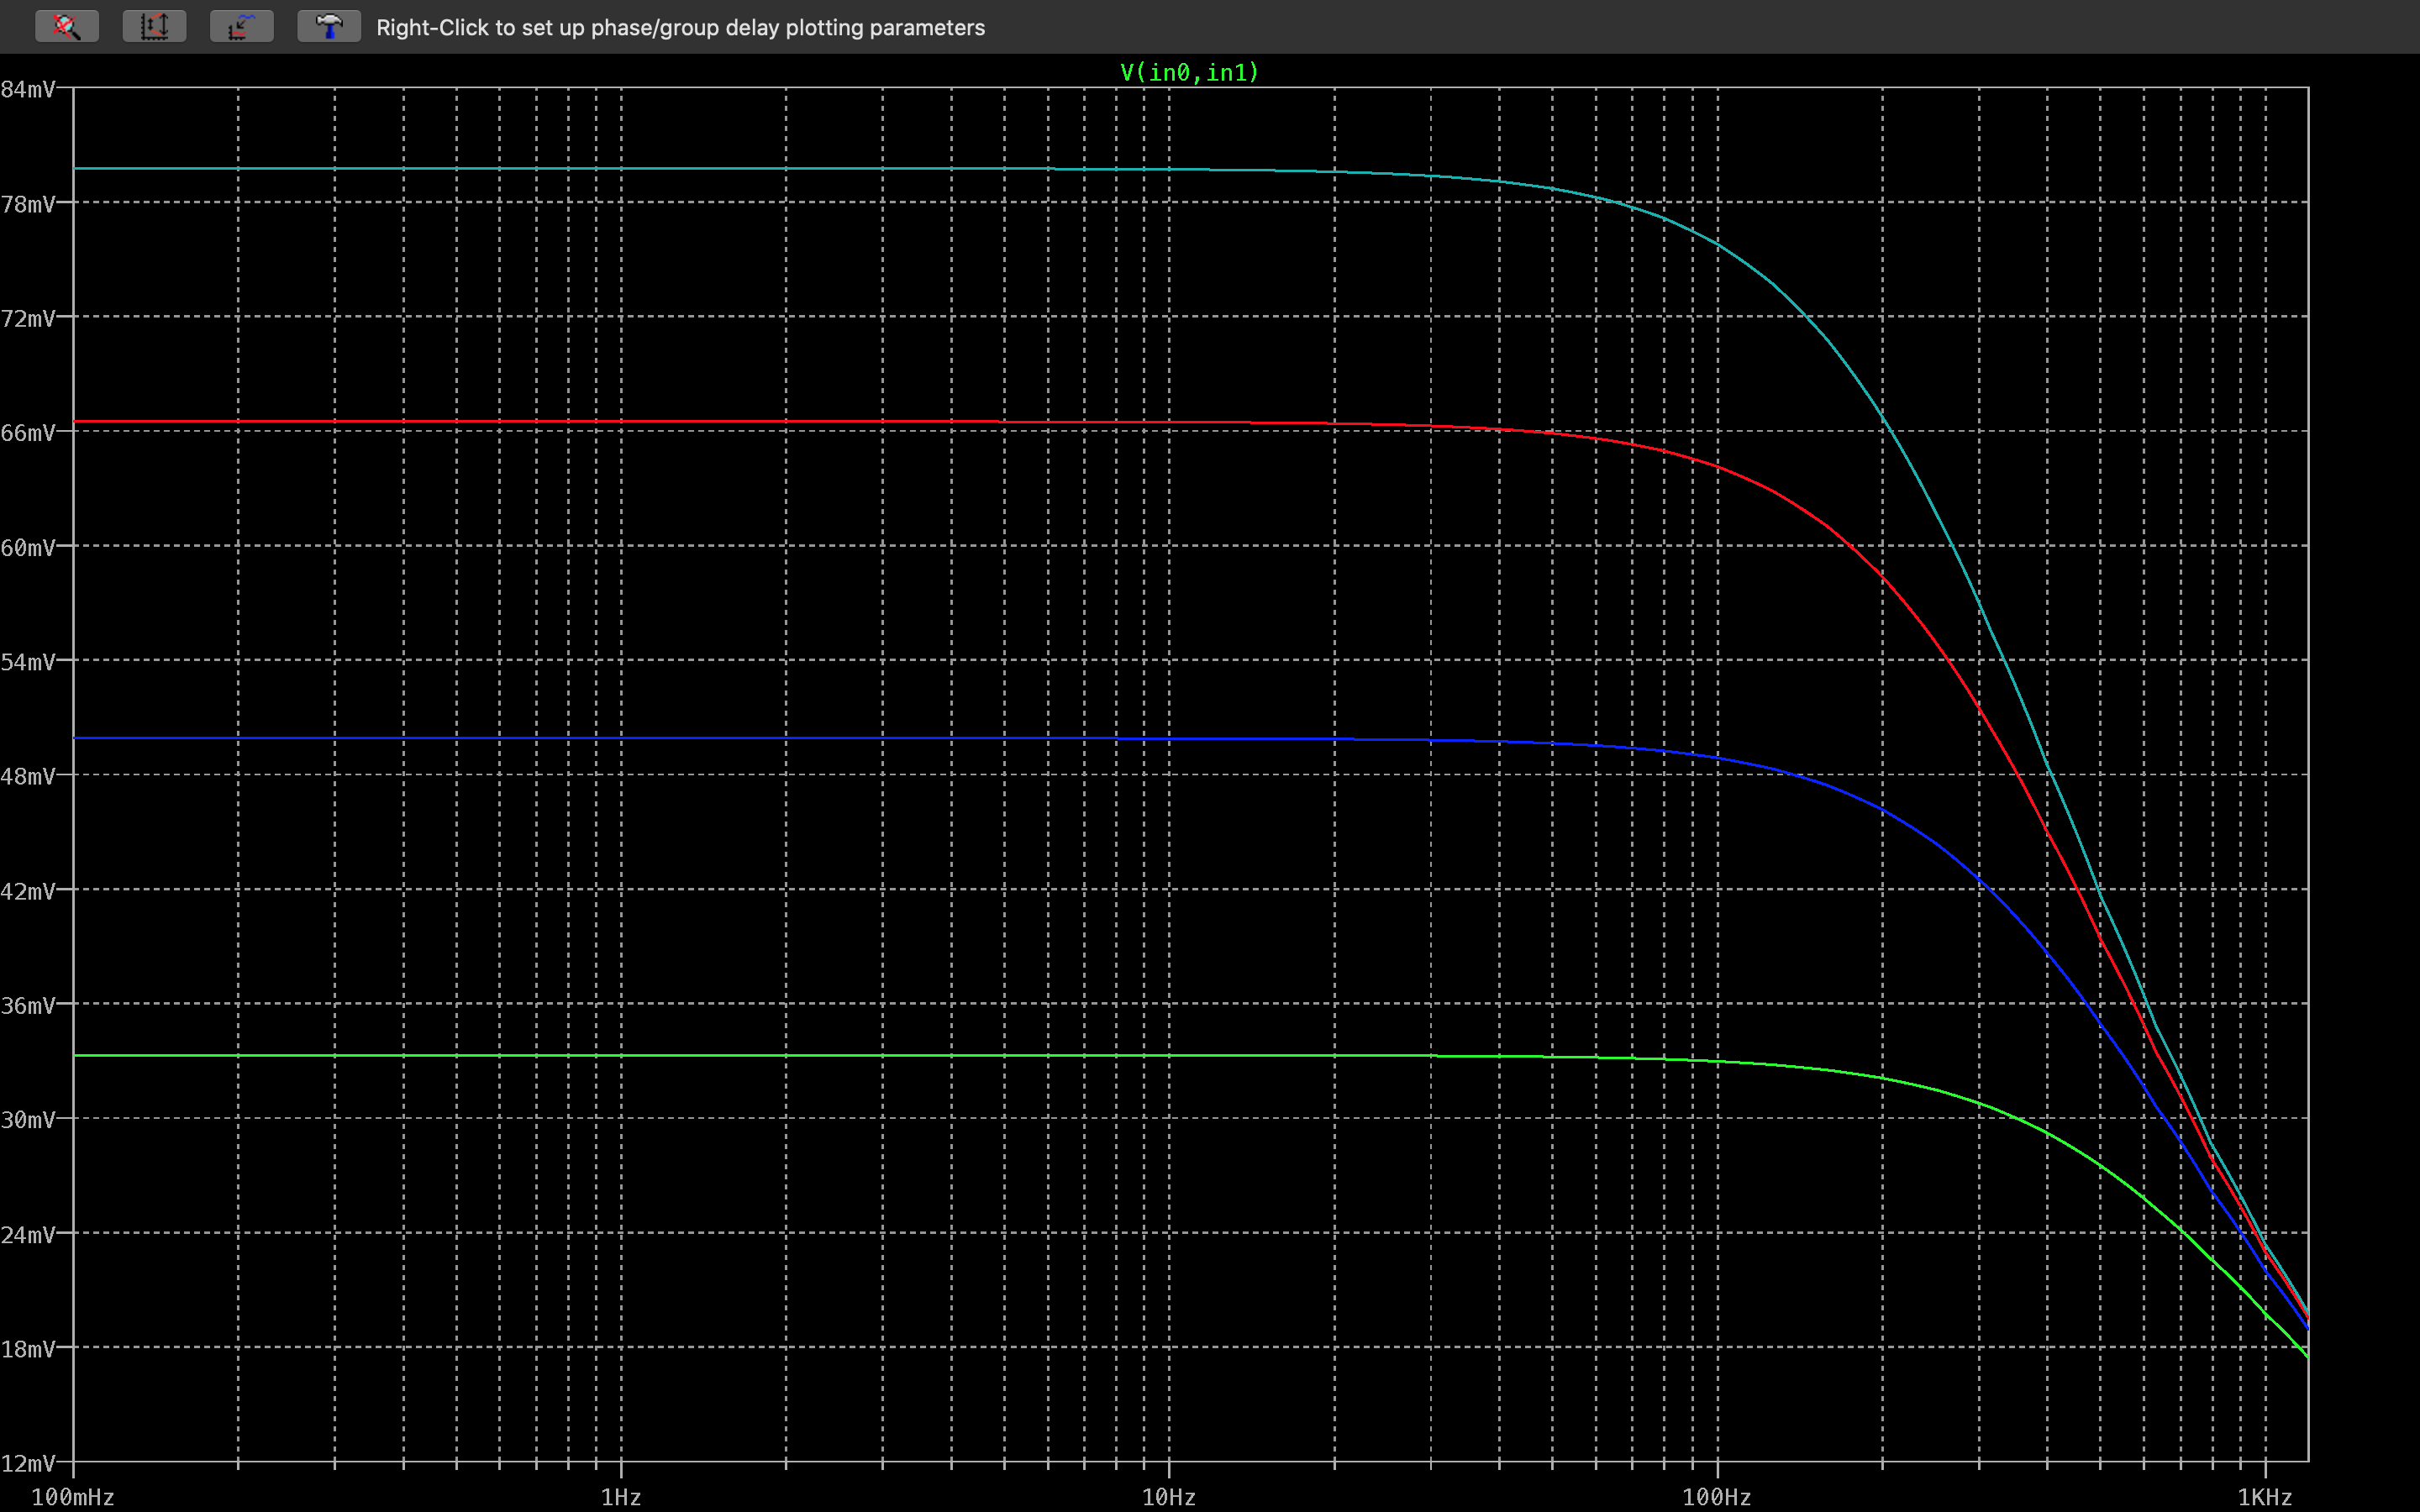 Right-Click to set up phase/group delay plotting parameters
V(in0,in1)
84mV
78mV
72mV
66mV
60mV
54mV
48mV
42mV
36mV
30mV
24mV
18mV
12mV
100mHz 1Hz 10Hz 100Hz 1KHz